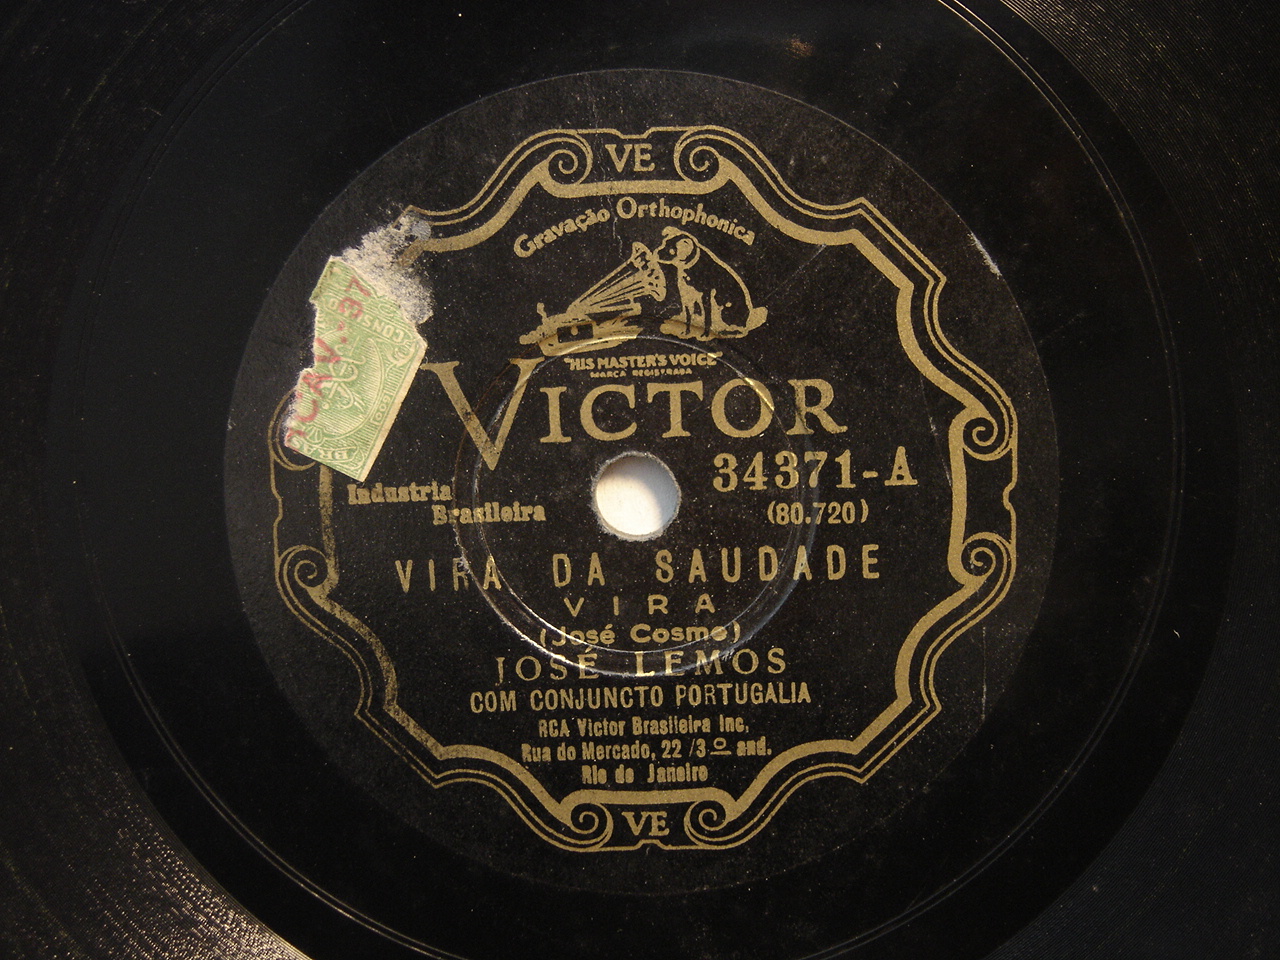 VE
Gravação Orthophonica
"HIS MASTER'S VOICE"
MARCA REGISTRADA
VICTOR
34371-A
Industria
Brasileira
(80.720)
VIRA DA SAUDADE
VIRA
(José Cosme)
JOSÉ LEMOS
COM CONJUNCTO PORTUGALIA
RCA Victor Brasileira Inc,
Rua do Mercado, 22 /3º and.
Rio de Janeiro
VE